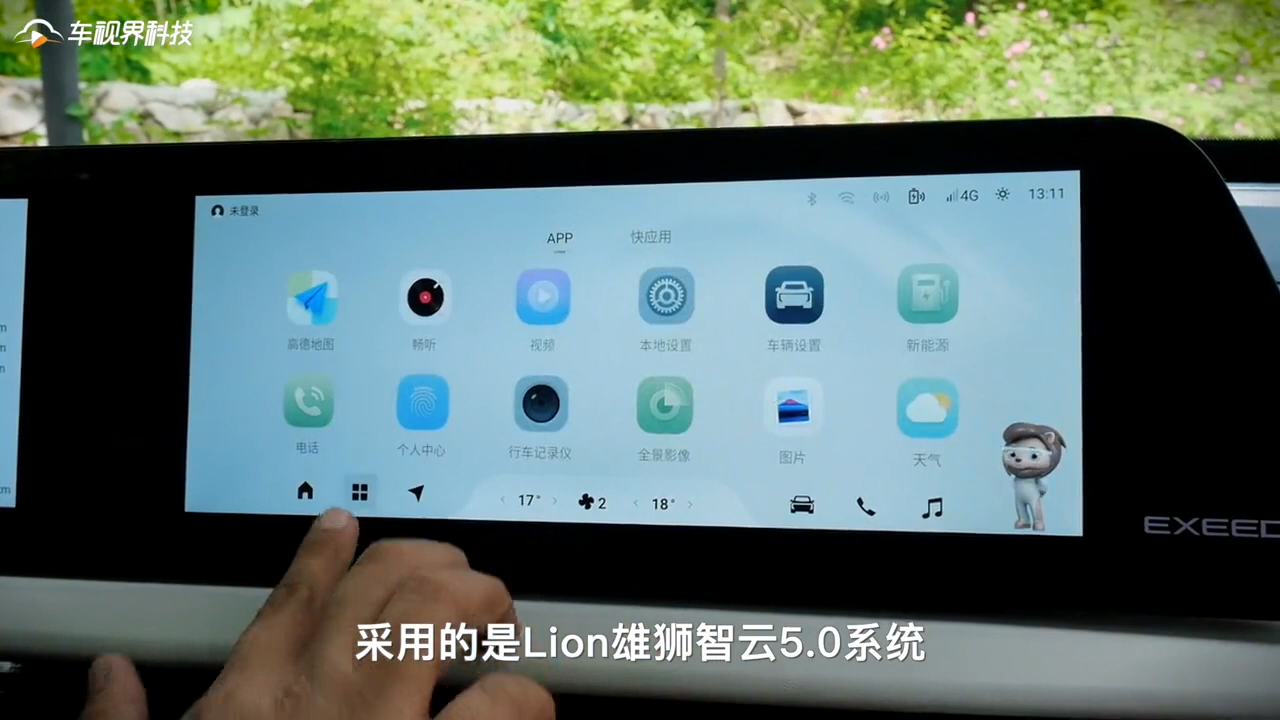 车视界科技
未登录
4G
13:11
APP
快应用
高德地图
畅听
视频
本地设置
车辆设置
新能源
电话
个人中心
行车记录仪
全景影像
图片
天气
17°
2
18°
EXEED
采用的是Lion雄狮智云5.0系统